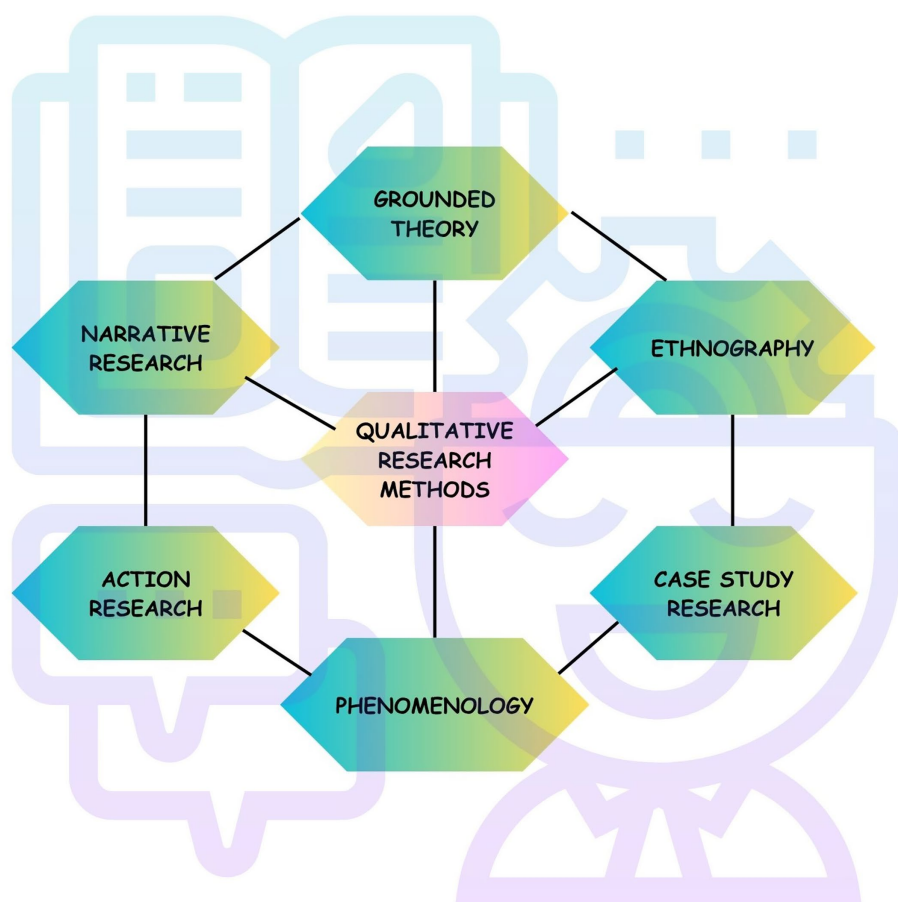 GROUNDED
THEORY
NARRATIVE
RESEARCH
ETHNOGRAPHY
QUALITATIVE
RESEARCH
METHODS
ACTION
RESEARCH
CASE STUDY
RESEARCH
PHENOMENOLOGY